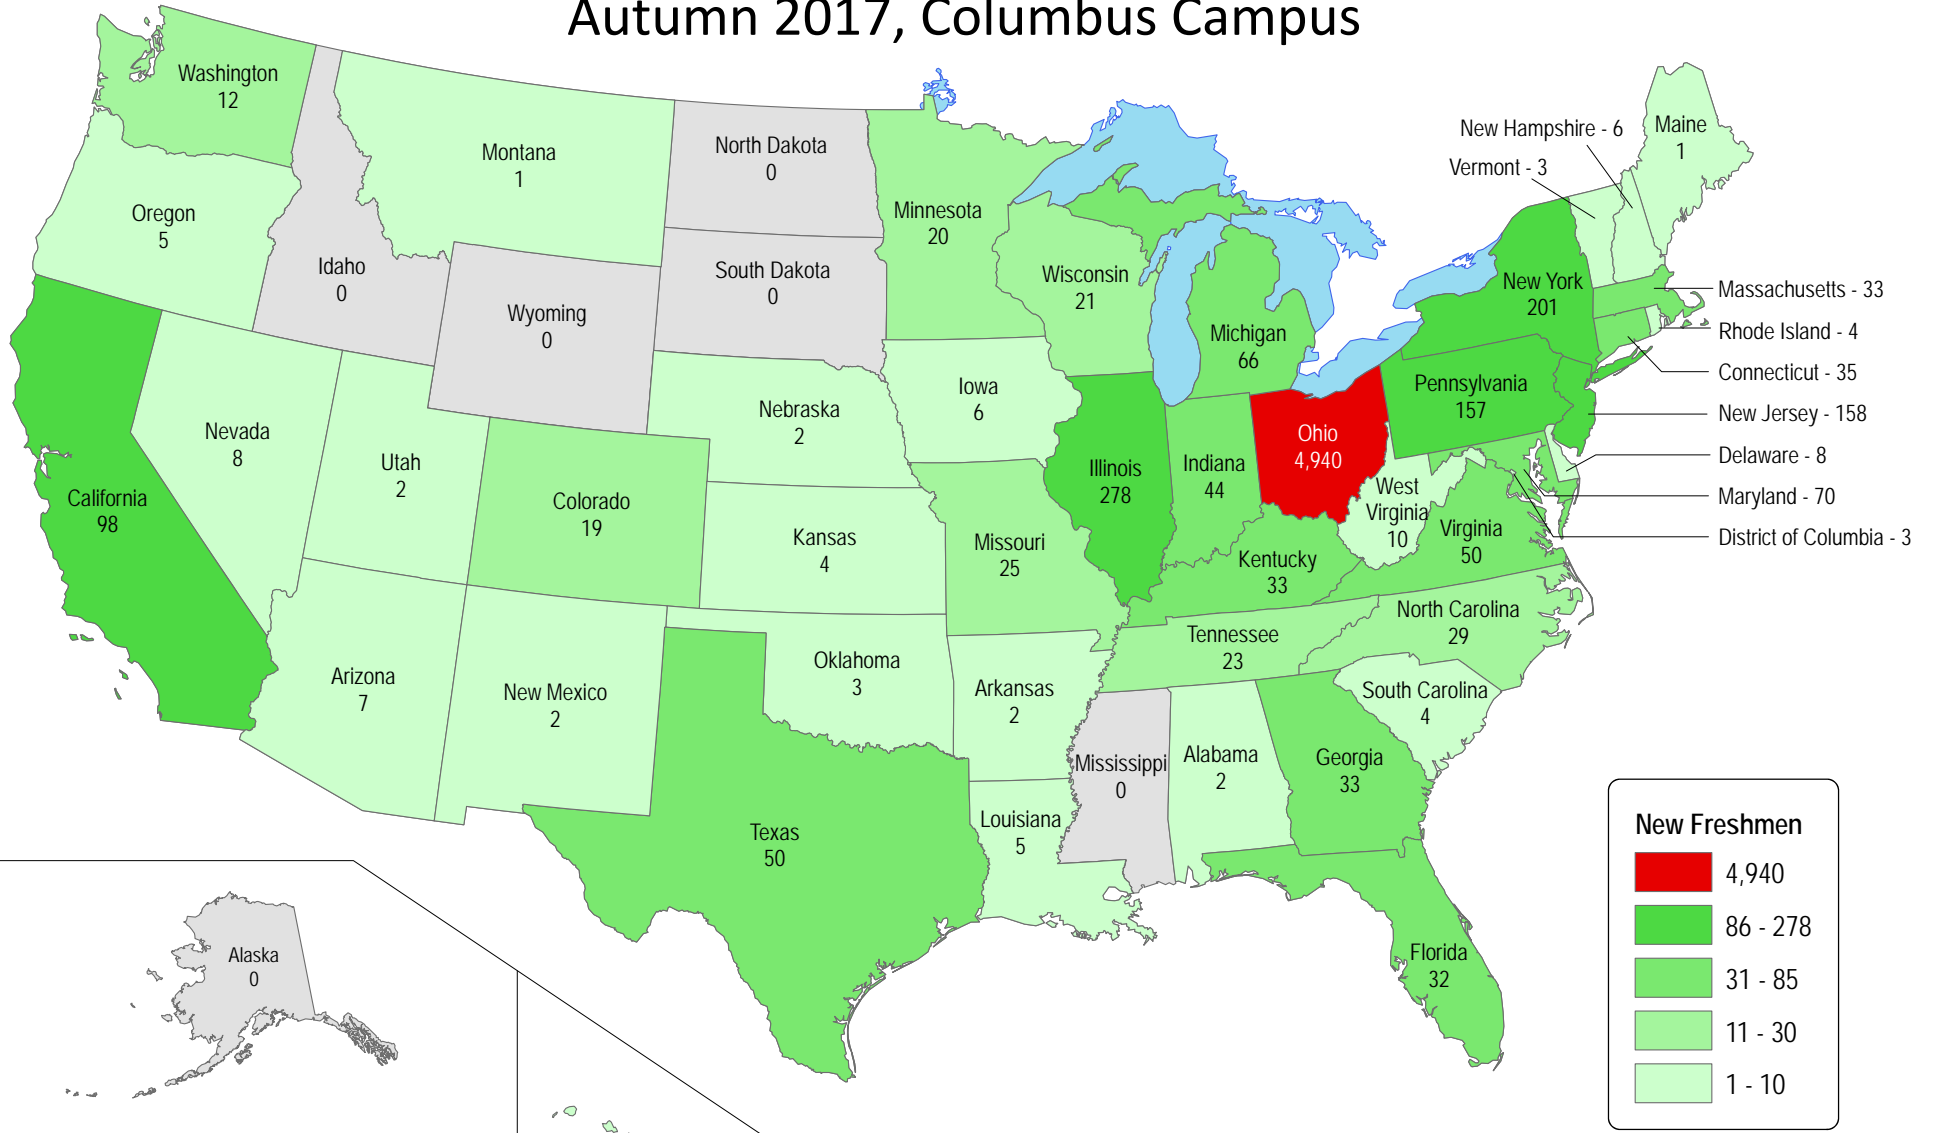 Autumn 2017, Columbus Campus
Washington
12
Oregon
5
California
98
Nevada
8
Idaho
0
Montana
1
Wyoming
0
Utah
2
Colorado
19
Arizona
7
New Mexico
2
North Dakota
0
South Dakota
0
Nebraska
2
Kansas
4
Oklahoma
3
Texas
50
Minnesota
20
Iowa
6
Missouri
25
Arkansas
2
Louisiana
5
Wisconsin
21
Illinois
278
Michigan
66
Indiana
44
Ohio
4,940
Kentucky
33
Tennessee
23
Mississippi
0
Alabama
2
Georgia
33
Florida
32
South Carolina
4
North Carolina
29
Virginia
50
West
Virginia
10
Pennsylvania
157
New York
201
Vermont - 3
New Hampshire - 6
Maine
1
Massachusetts - 33
Rhode Island - 4
Connecticut - 35
New Jersey - 158
Delaware - 8
Maryland - 70
District of Columbia - 3
Alaska
0
New Freshmen
4,940
86 - 278
31 - 85
11 - 30
1 - 10